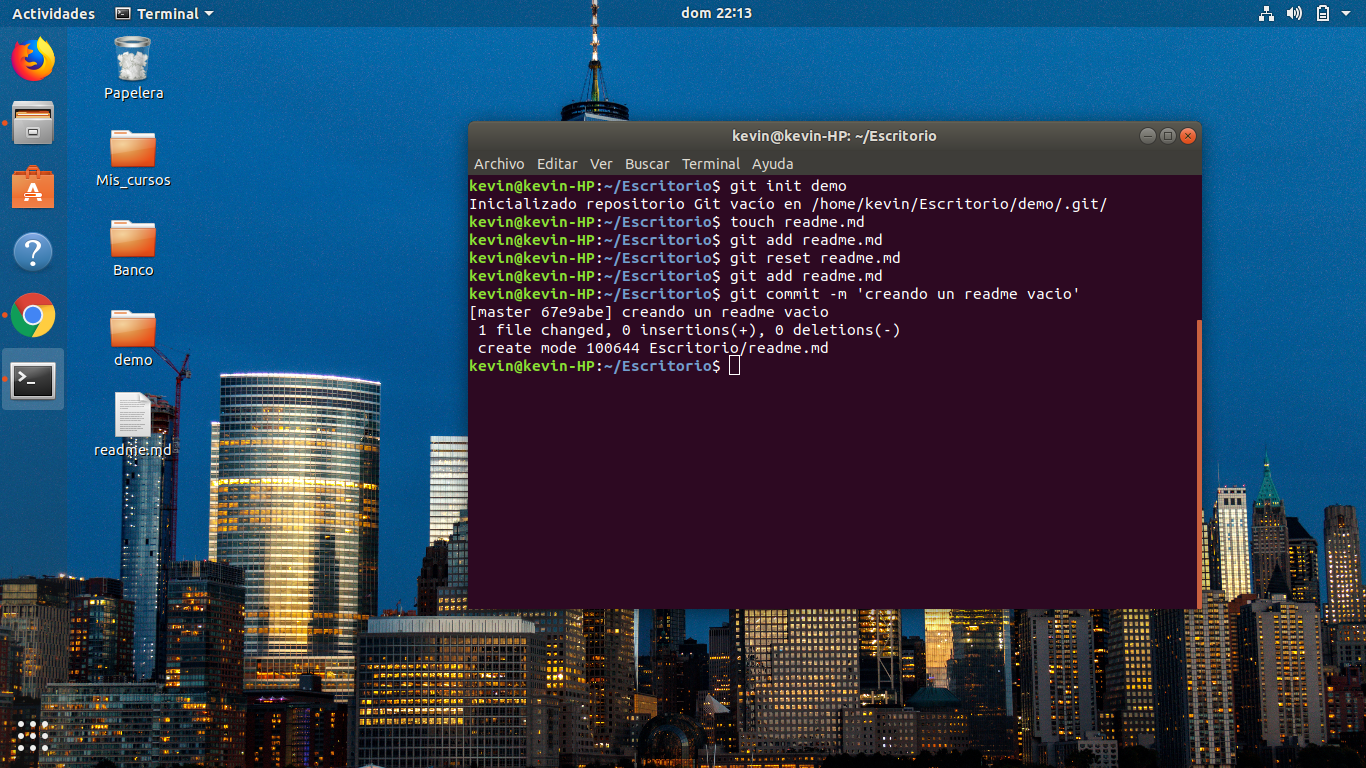 Actividades
Terminal
dom 22:13
Papelera
Mis_cursos
Banco
demo
readme.md
kevin@kevin-HP: ~/Escritorio
Archivo Editar Ver Buscar Terminal Ayuda
kevin@kevin-HP:~/Escritorio$ git init demo
Inicializado repositorio Git vacio en /home/kevin/Escritorio/demo/.git/
kevin@kevin-HP:~/Escritorio$ touch readme.md
kevin@kevin-HP:~/Escritorio$ git add readme.md
kevin@kevin-HP:~/Escritorio$ git reset readme.md
kevin@kevin-HP:~/Escritorio$ git add readme.md
kevin@kevin-HP:~/Escritorio$ git commit -m 'creando un readme vacio'
[master 67e9abe] creando un readme vacio
 1 file changed, 0 insertions(+), 0 deletions(-)
 create mode 100644 Escritorio/readme.md
kevin@kevin-HP:~/Escritorio$